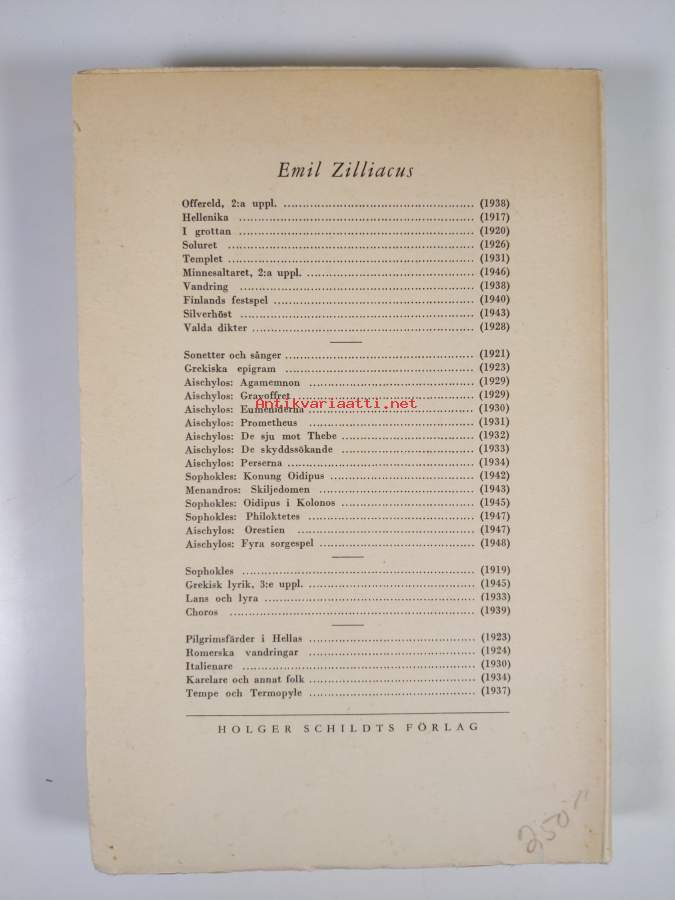 Emil Zilliacus
Offereld, 2:a uppl. ................................................ (1938)
Hellenika ................................................ (1917)
I grottan ................................................ (1920)
Soluret ................................................ (1926)
Templet ................................................ (1931)
Minnesaltaret, 2:a uppl. ................................................ (1946)
Vandring ................................................ (1938)
Finlands festspel ................................................ (1940)
Silverhöst ................................................ (1943)
Valda dikter ................................................ (1928)
Sonetter och sånger ................................................ (1921)
Grekiska epigram ................................................ (1923)
Aischylos: Agamemnon ................................................ (1929)
Aischylos: Gravoffret ................................................ (1929)
Antikvariaatti.net
Aischylos: Eumeniderna ................................................ (1930)
Aischylos: Prometheus ................................................ (1931)
Aischylos: De sju mot Thebe ................................................ (1932)
Aischylos: De skyddssökande ................................................ (1933)
Aischylos: Perserna ................................................ (1934)
Sophokles: Konung Oidipus ................................................ (1942)
Menandros: Skiljedomen ................................................ (1943)
Sophokles: Oidipus i Kolonos ................................................ (1945)
Sophokles: Philoktetes ................................................ (1947)
Aischylos: Orestien ................................................ (1947)
Aischylos: Fyra sorgespel ................................................ (1948)
Sophokles ................................................ (1919)
Grekisk lyrik, 3:e uppl. ................................................ (1945)
Lans och lyra ................................................ (1933)
Choros ................................................ (1939)
Pilgrimsfärder i Hellas ................................................ (1923)
Romerska vandringar ................................................ (1924)
Italienare ................................................ (1930)
Karelare och annat folk ................................................ (1934)
Tempe och Termopyle ................................................ (1937)
HOLGER SCHILDTS FÖRLAG
250"